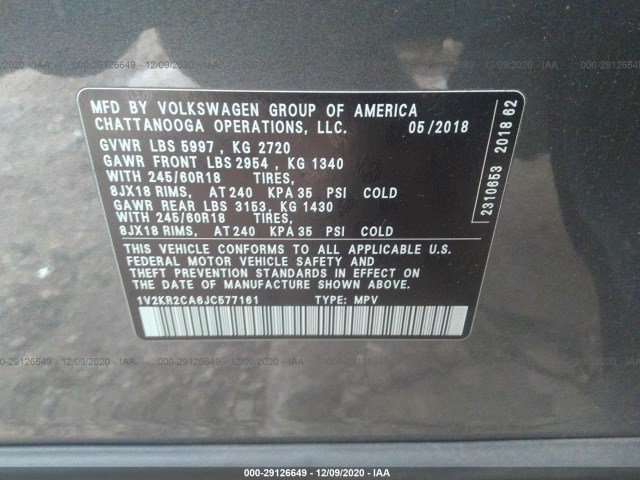 MFD BY VOLKSWAGEN GROUP OF AMERICA
CHATTANOOGA OPERATIONS, LLC. 05/2018
GVWR LBS 5997 , KG 2720
GAWR FRONT LBS 2954 , KG 1340
WITH 245/60R18 TIRES,
8JX18 RIMS, AT 240 KPA 35 PSI COLD
GAWR REAR LBS 3153, KG 1430
WITH 245/60R18 TIRES,
8JX18 RIMS, AT 240 KPA 35 PSI COLD
THIS VEHICLE CONFORMS TO ALL APPLICABLE U.S.
FEDERAL MOTOR VEHICLE SAFETY AND
THEFT PREVENTION STANDARDS IN EFFECT ON
THE DATE OF MANUFACTURE SHOWN ABOVE.
1V2KR2CA6JC577161 TYPE: MPV
2310653 2018 62
000-29126649 - 12/09/2020 - IAA